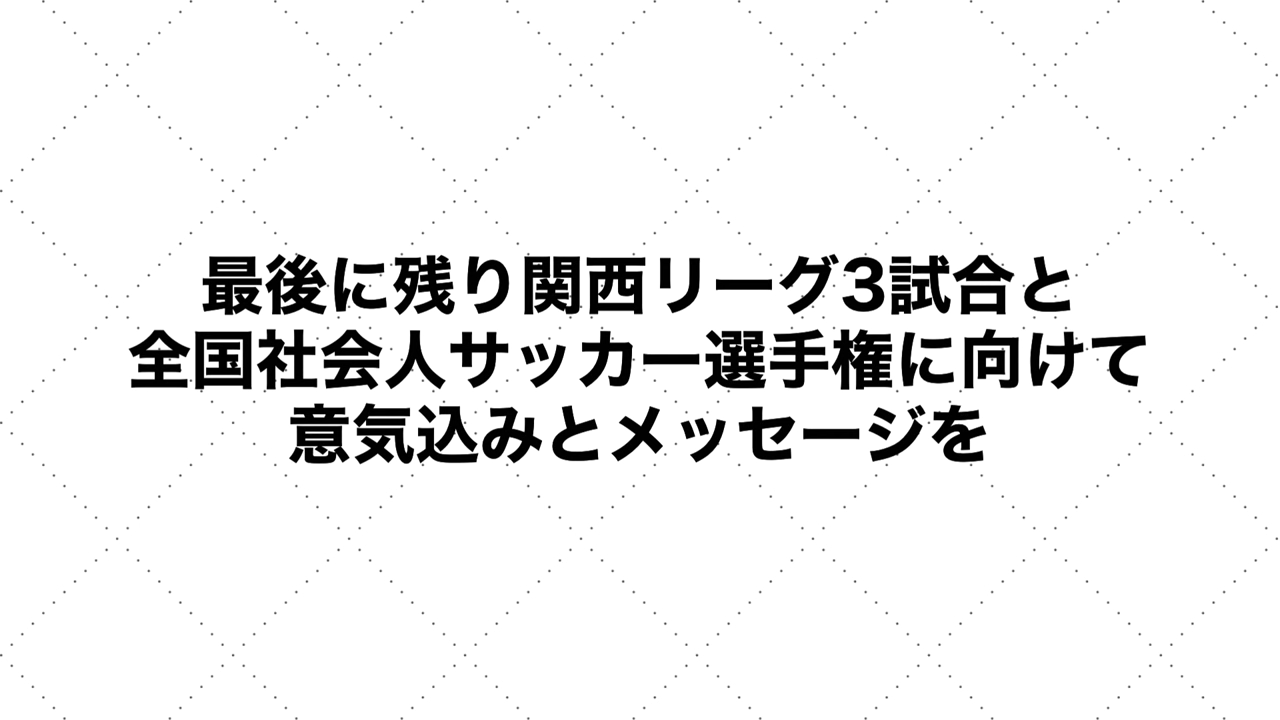 最後に残り関西リーグ3試合と
全国社会人サッカー選手権に向けて
意気込みとメッセージを